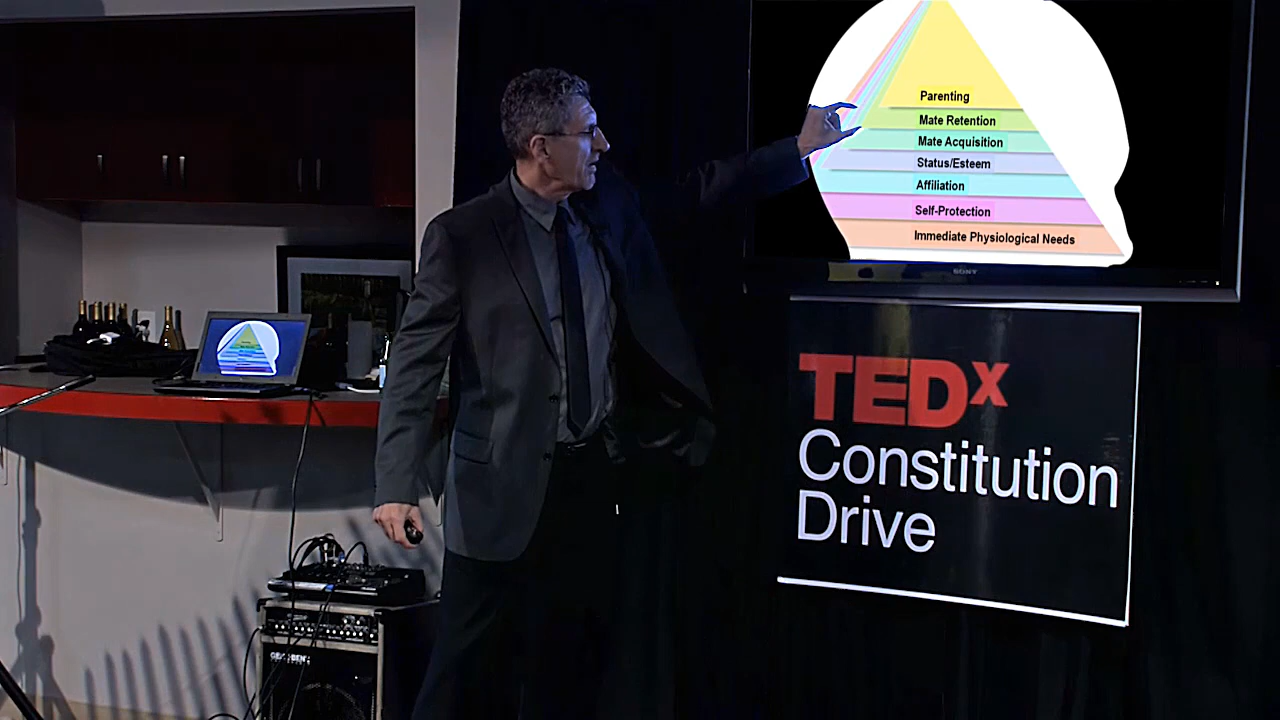 Parenting
Mate Retention
Mate Acquisition
Status/Esteem
Affiliation
Self-Protection
Immediate Physiological Needs
SONY
TEDx
Constitution
Drive